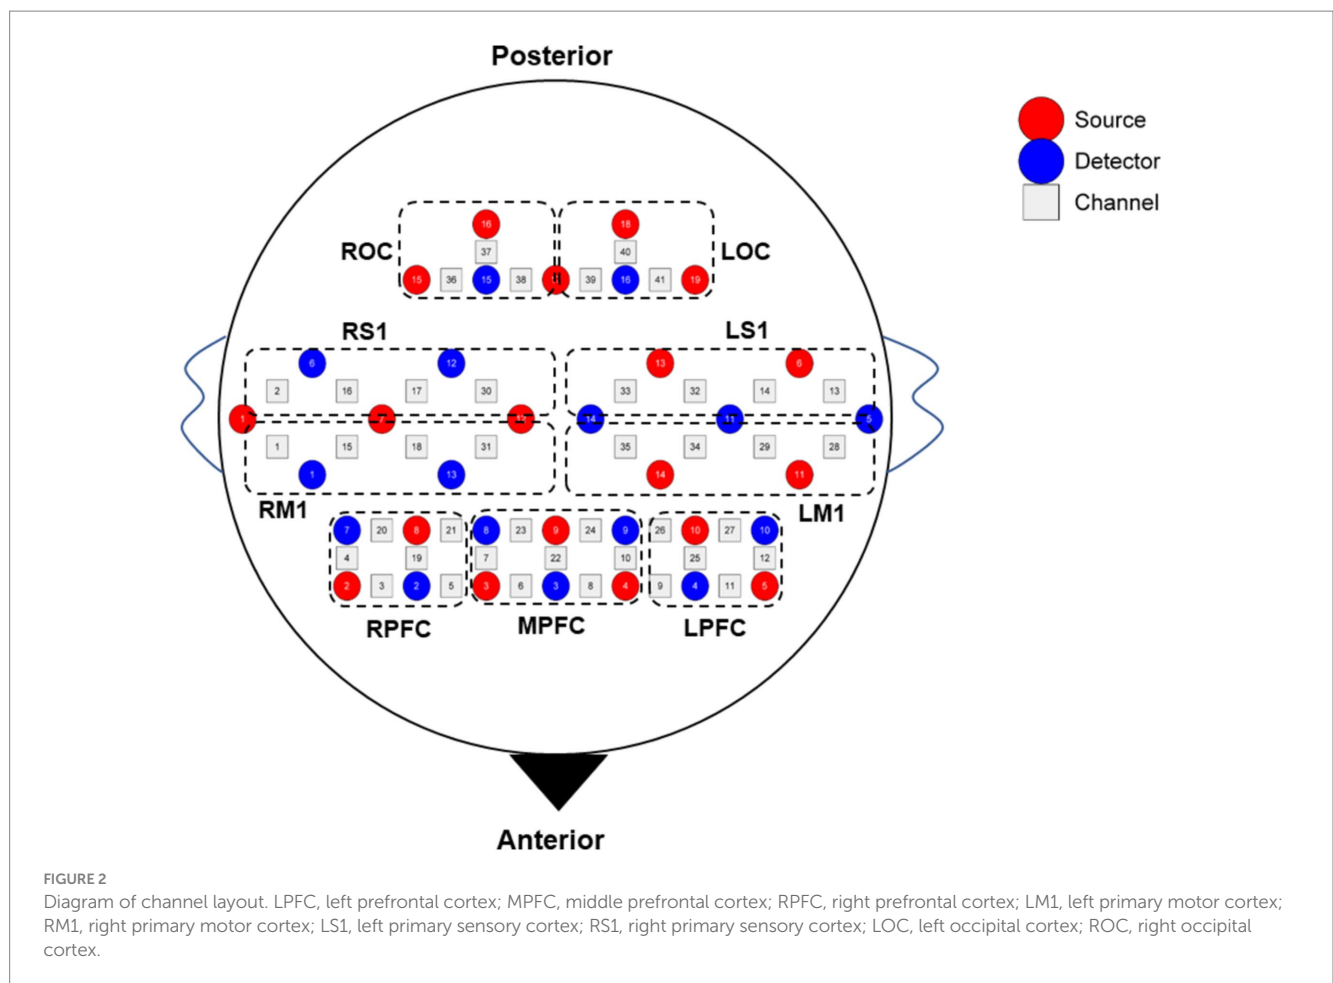 Posterior
Source
Detector
Channel
16 18
ROC 37 40 LOC
15 36 15 38 39 16 41 19
RS1 LS1
6 12 13 6
2 16 17 30 33 32 14 13
1 7 12 14 11 5
1 15 18 31 35 34 29 28
1 13 14 11
RM1 LM1
7 20 8 21 8 23 9 24 9 26 10 27 10
4 19 7 22 10 25 12
2 3 2 5 3 6 3 8 4 9 4 11 5
RPFC MPFC LPFC
Anterior
FIGURE 2
Diagram of channel layout. LPFC, left prefrontal cortex; MPFC, middle prefrontal cortex; RPFC, right prefrontal cortex; LM1, left primary motor cortex;
RM1, right primary motor cortex; LS1, left primary sensory cortex; RS1, right primary sensory cortex; LOC, left occipital cortex; ROC, right occipital
cortex.